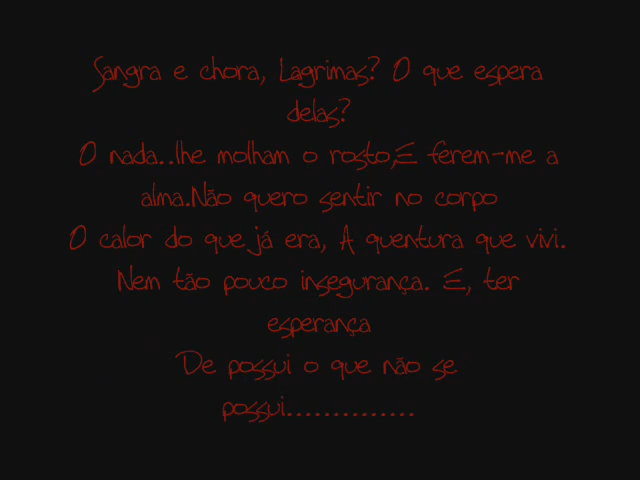 Sangra e chora, Lágrimas? O que espera
delas?
O nada..lhe molham o rosto,E ferem-me a
alma.Não quero sentir no corpo
O calor do que já era, A quentura que vivi.
Nem tão pouco insegurança. E, ter
esperança
De possui o que não se
possui..............